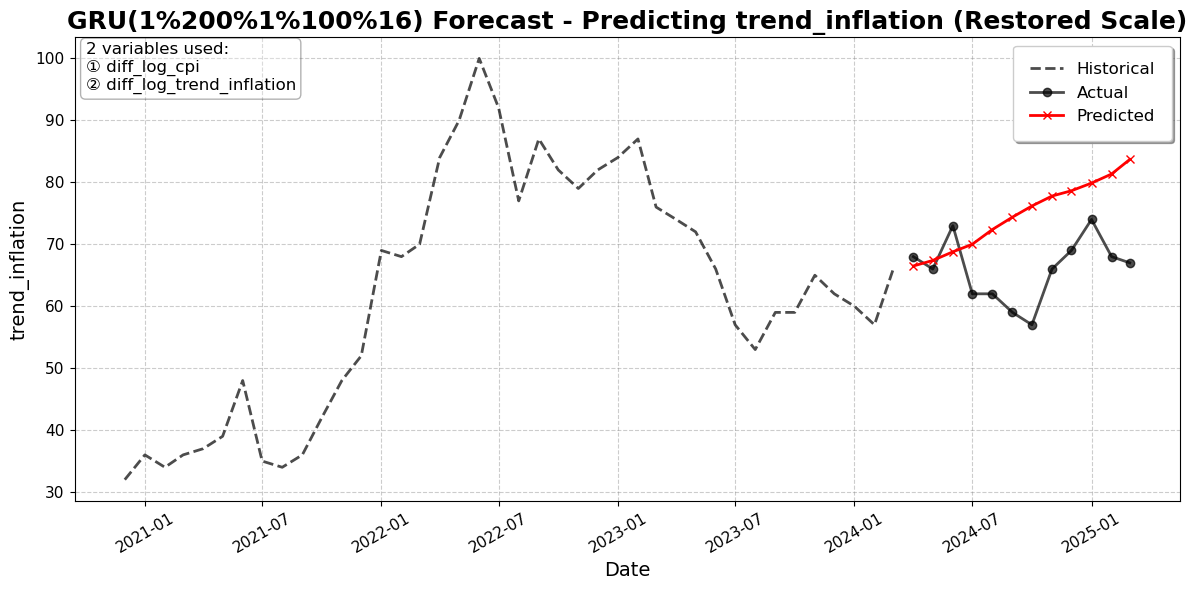 GRU(1%200%1%100%16) Forecast - Predicting trend_inflation (Restored Scale)
2 variables used:
① diff_log_cpi
② diff_log_trend_inflation
Historical
Actual
Predicted
trend_inflation
100
90
80
70
60
50
40
30
2021-01
2021-07
2022-01
2022-07
2023-01
2023-07
2024-01
2024-07
2025-01
Date